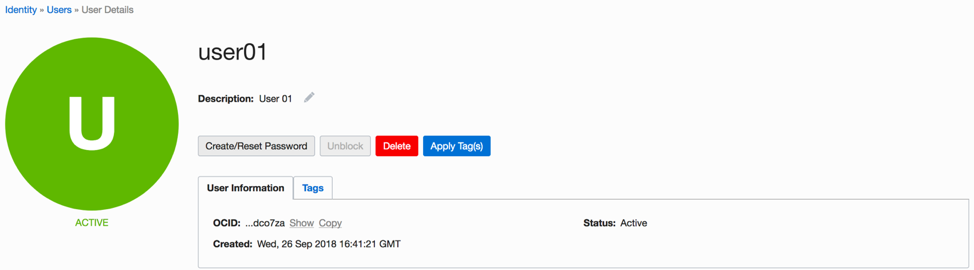 Identity » Users » User Details
U
ACTIVE
user01
Description: User 01
Create/Reset Password Unblock Delete Apply Tag(s)
User Information Tags
OCID: ...dco7za Show Copy Status: Active
Created: Wed, 26 Sep 2018 16:41:21 GMT